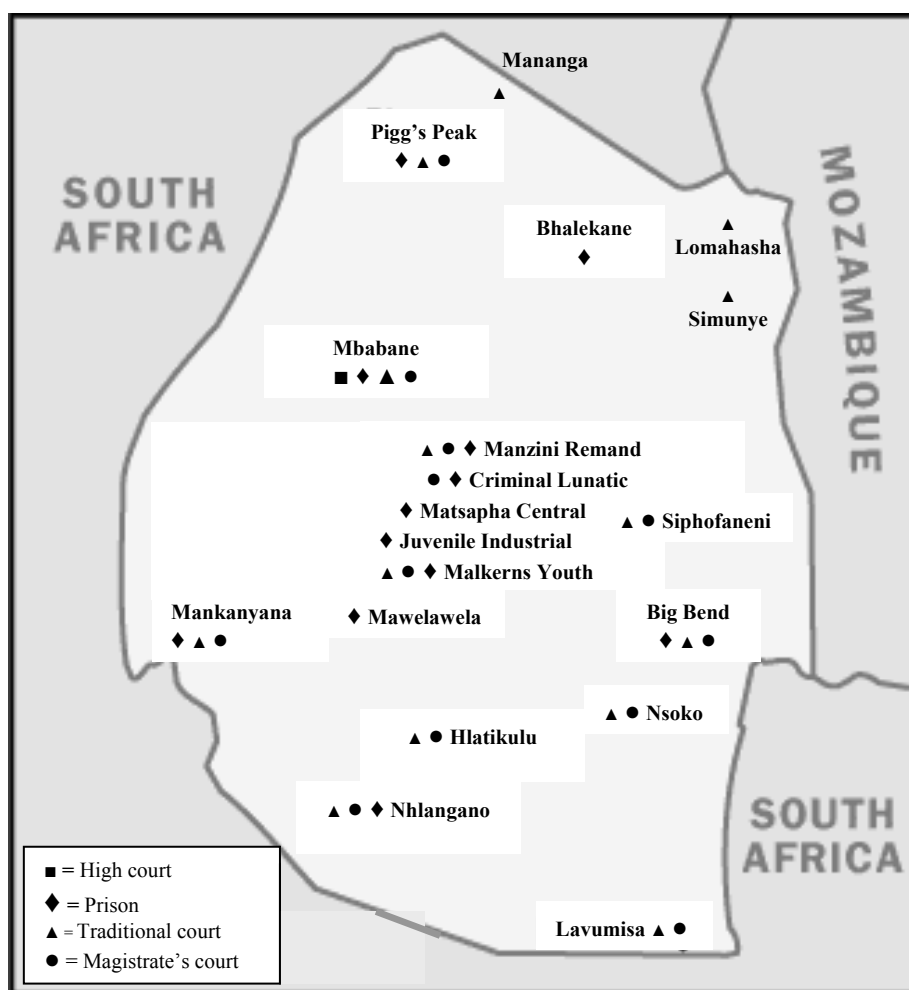 Mananga
▲
Pigg's Peak
♦ ▲ ●
SOUTH
AFRICA
MOZAMBIQUE
Bhalekane
♦
▲
Lomahasha
▲
Simunye
Mbabane
■ ♦ ▲ ●
▲ ● ♦ Manzini Remand
● ♦ Criminal Lunatic
♦ Matsapha Central
▲ ● Siphofaneni
♦ Juvenile Industrial
▲ ● ♦ Malkerns Youth
Mankanyana
♦ ▲ ●
♦ Mawelawela
Big Bend
♦ ▲ ●
▲ ● Nsoko
▲ ● Hlatikulu
▲ ● ♦ Nhlangano
SOUTH
AFRICA
■ = High court
♦ = Prison
▲ = Traditional court
● = Magistrate's court
Lavumisa ▲ ●